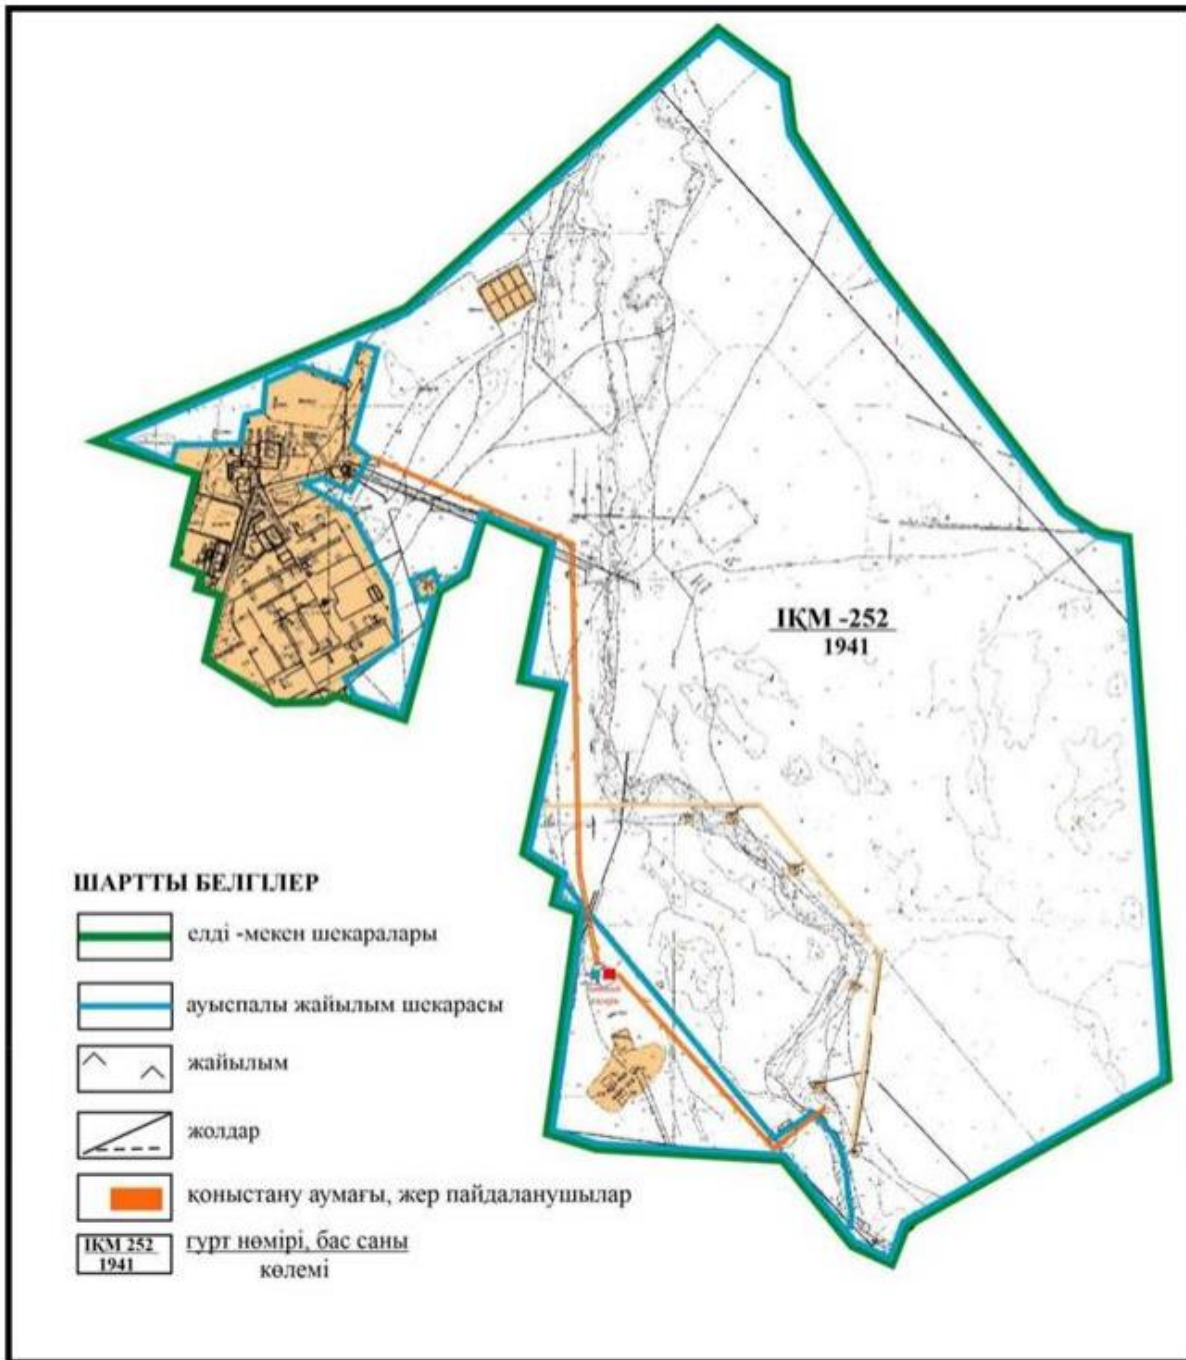 ІҚМ -252
1941
ШАРТТЫ БЕЛГІЛЕР
елді -мекен шекаралары
ауыспалы жайылым шекарасы
жайылым
жолдар
қоныстану аумағы, жер пайдаланушылар
ІҚМ 252
1941
гурт нөмірі, бас саны
көлемі